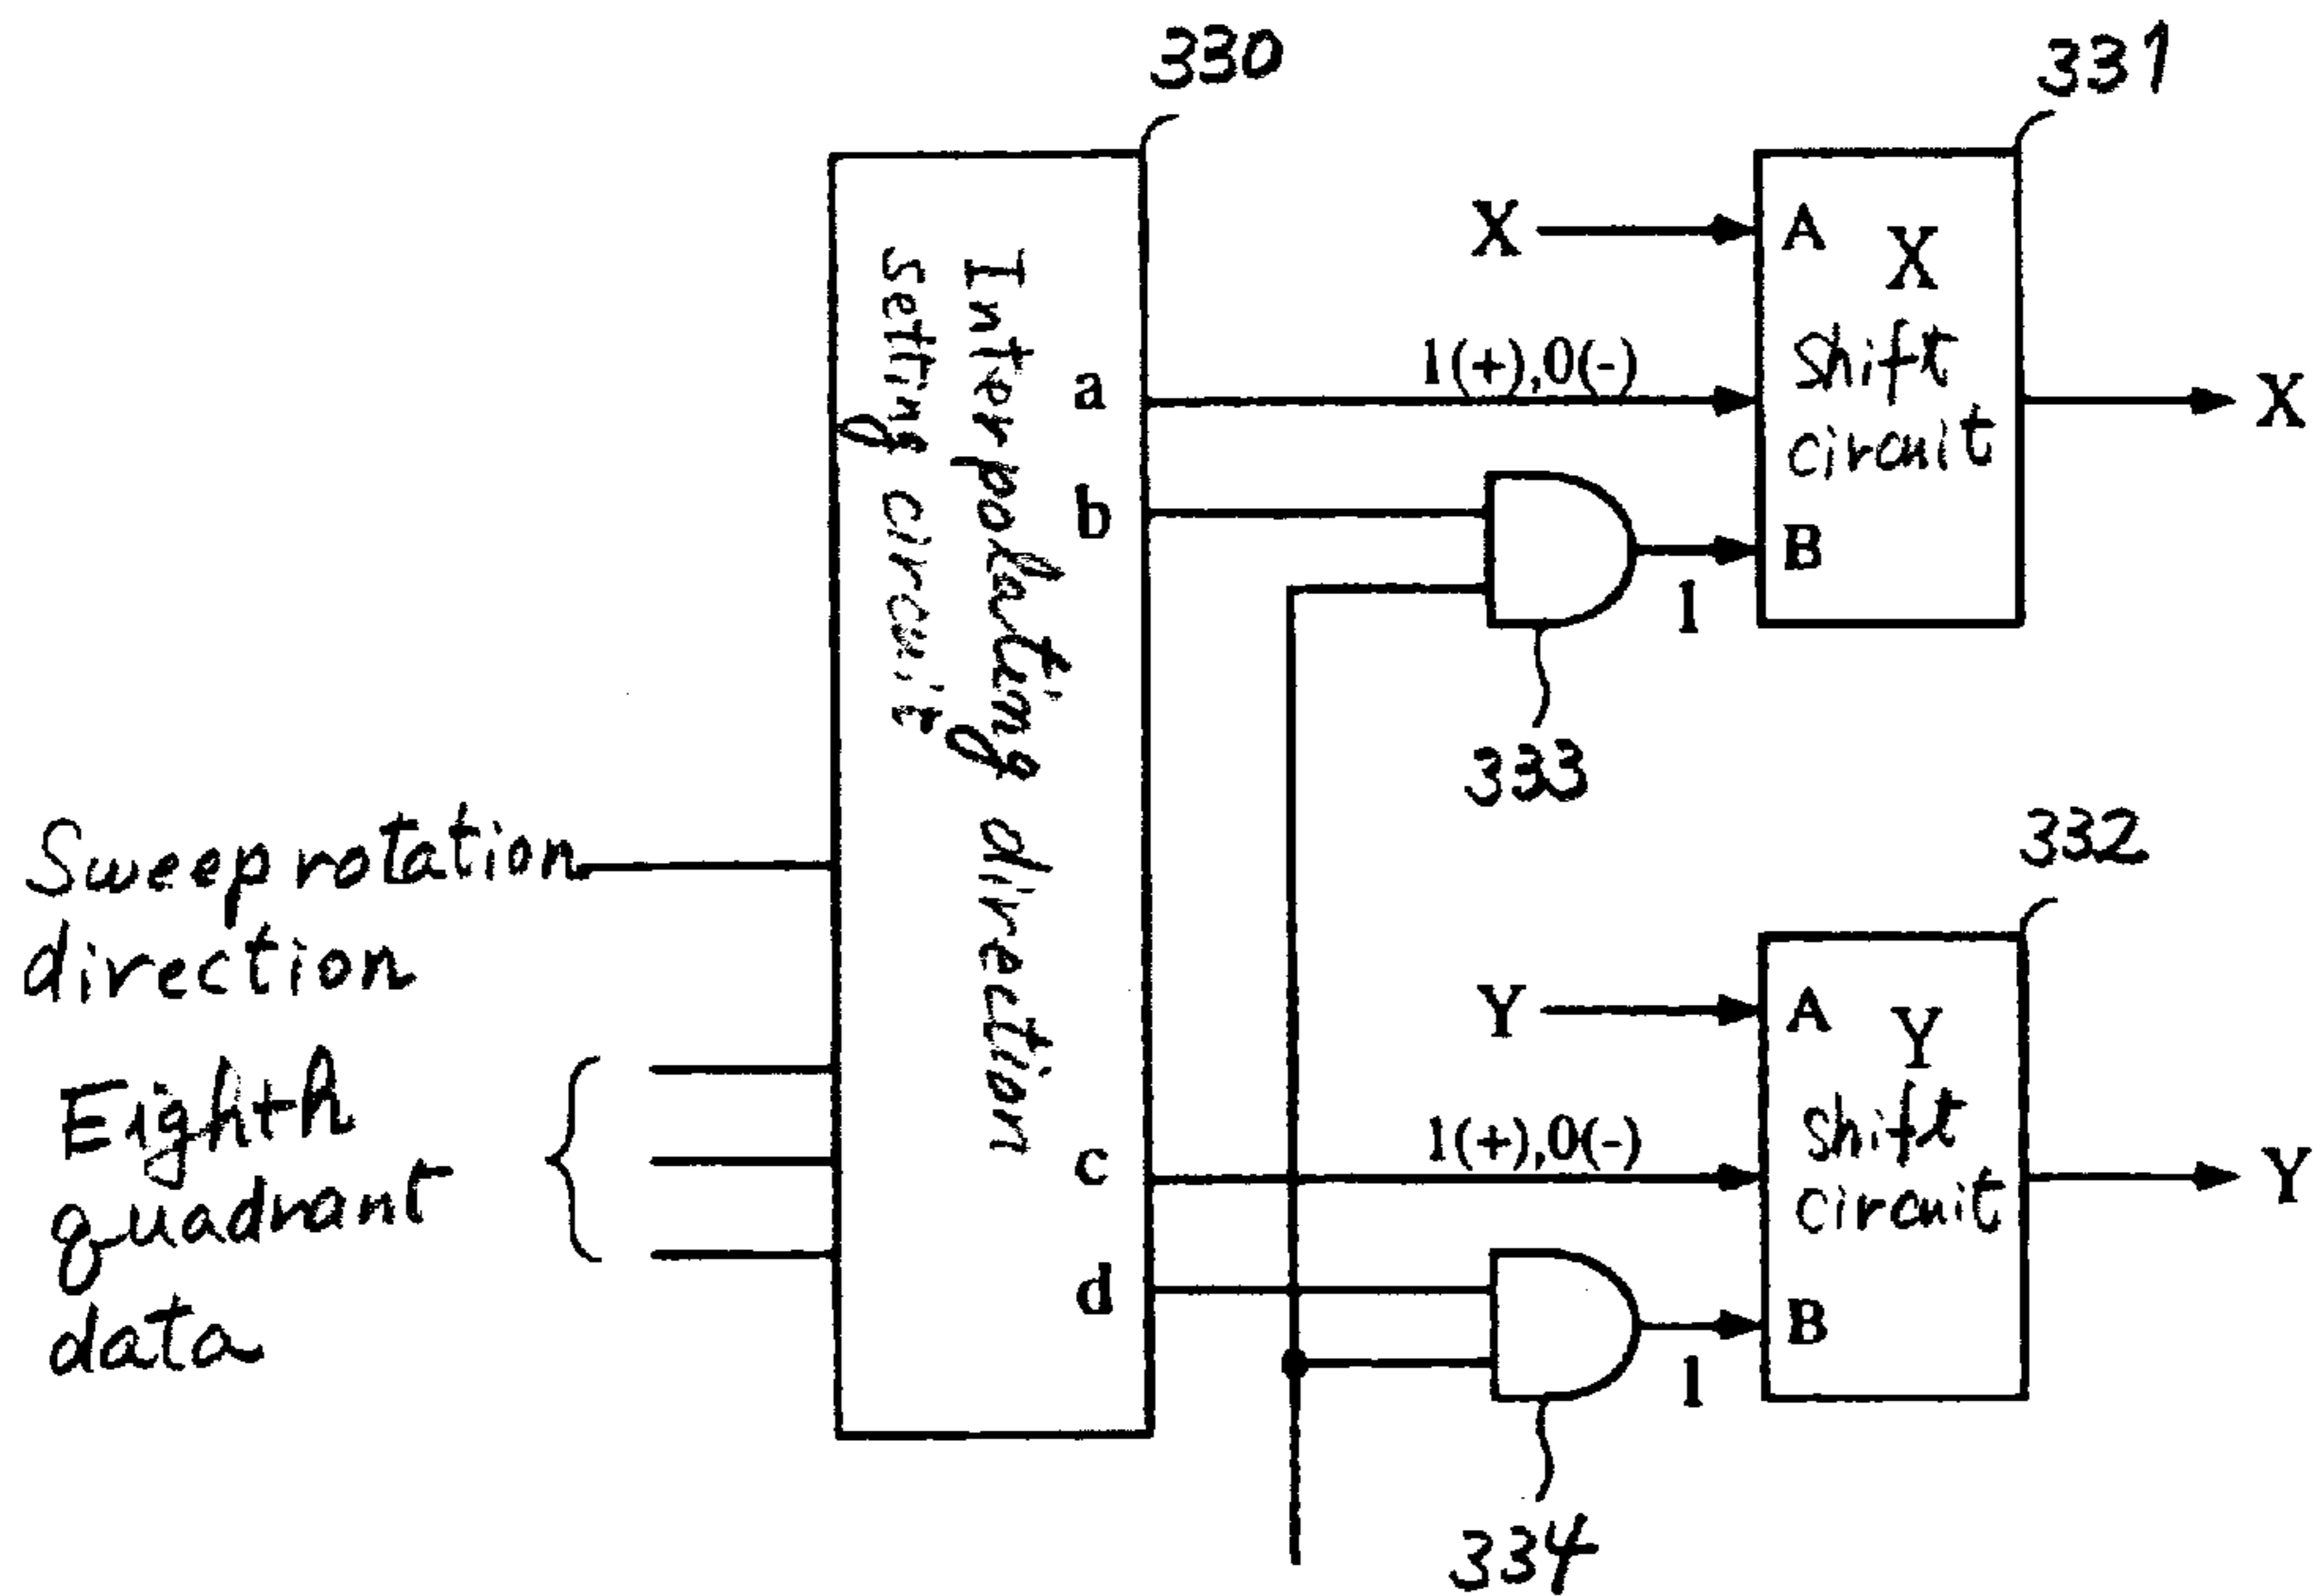 330
331
Interpolating direction
setting circuit
a
b
c
d
X
A
X
shift
circuit
1(+),0(-)
B
1
X
333
332
Sweep rotation
direction
Eighth
quadrant
data
Y
A
Y
shift
circuit
1(+),0(-)
B
1
Y
334